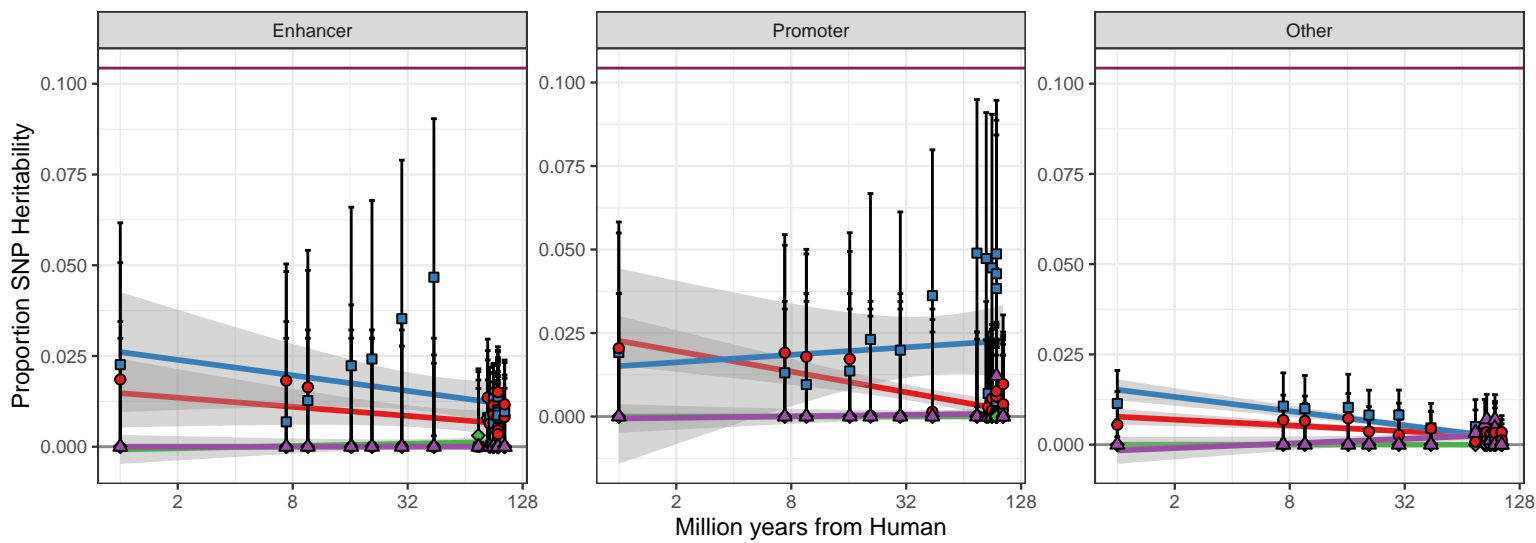 Enhancer
Promoter
Other
Proportion SNP Heritability
0.100
0.075
0.050
0.025
0.000
0.100
0.075
0.050
0.025
0.000
0.100
0.075
0.050
0.025
0.000
2 8 32 128
2 8 32 128
2 8 32 128
Million years from Human